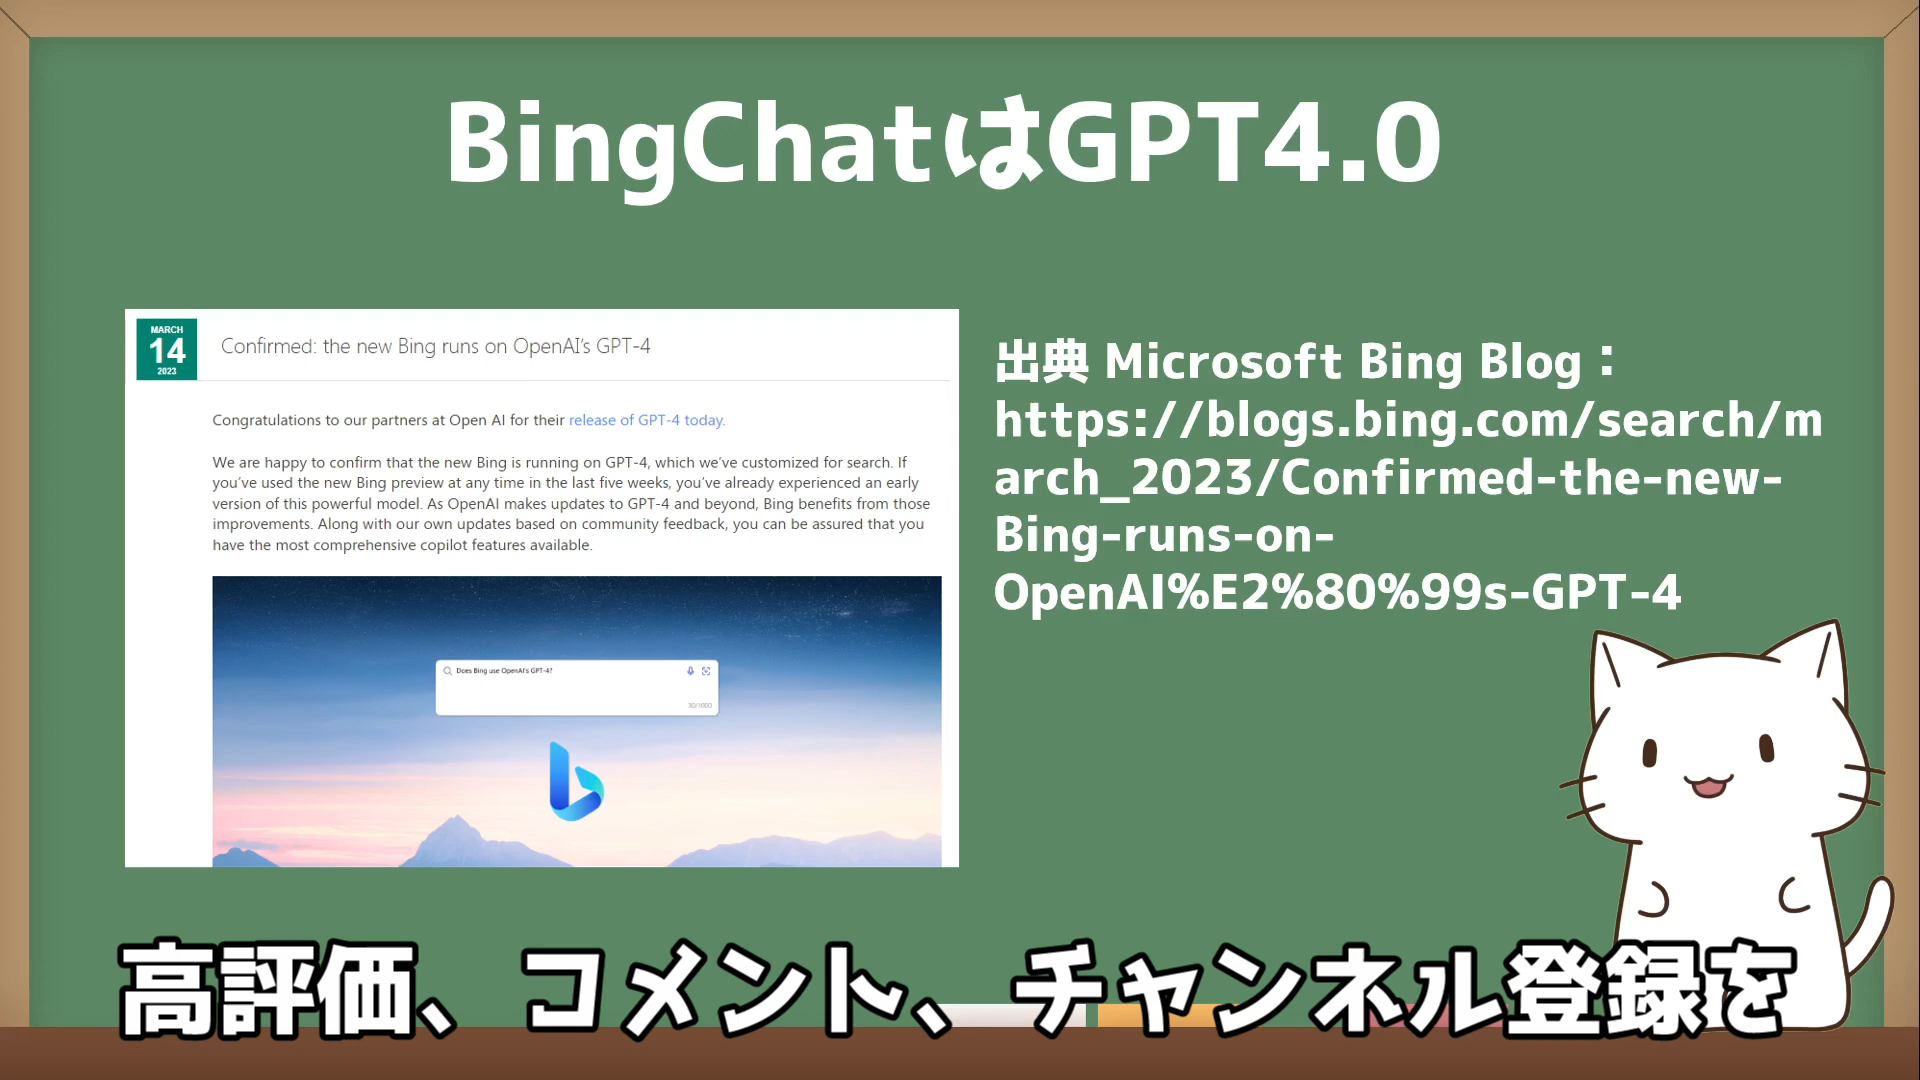 BingChatはGPT4.0
MARCH
14
2023
Confirmed: the new Bing runs on OpenAI's GPT-4
Congratulations to our partners at Open AI for their release of GPT-4 today.
We are happy to confirm that the new Bing is running on GPT-4, which we've customized for search. If
you've used the new Bing preview at any time in the last five weeks, you've already experienced an early
version of this powerful model. As OpenAI makes updates to GPT-4 and beyond, Bing benefits from those
improvements. Along with our own updates based on community feedback, you can be assured that you
have the most comprehensive copilot features available.
Does Bing use OpenAI's GPT-4?
30/1000
出典 Microsoft Bing Blog：
https://blogs.bing.com/search/m
arch_2023/Confirmed-the-new-
Bing-runs-on-
OpenAI%E2%80%99s-GPT-4
高評価、コメント、チャンネル登録を